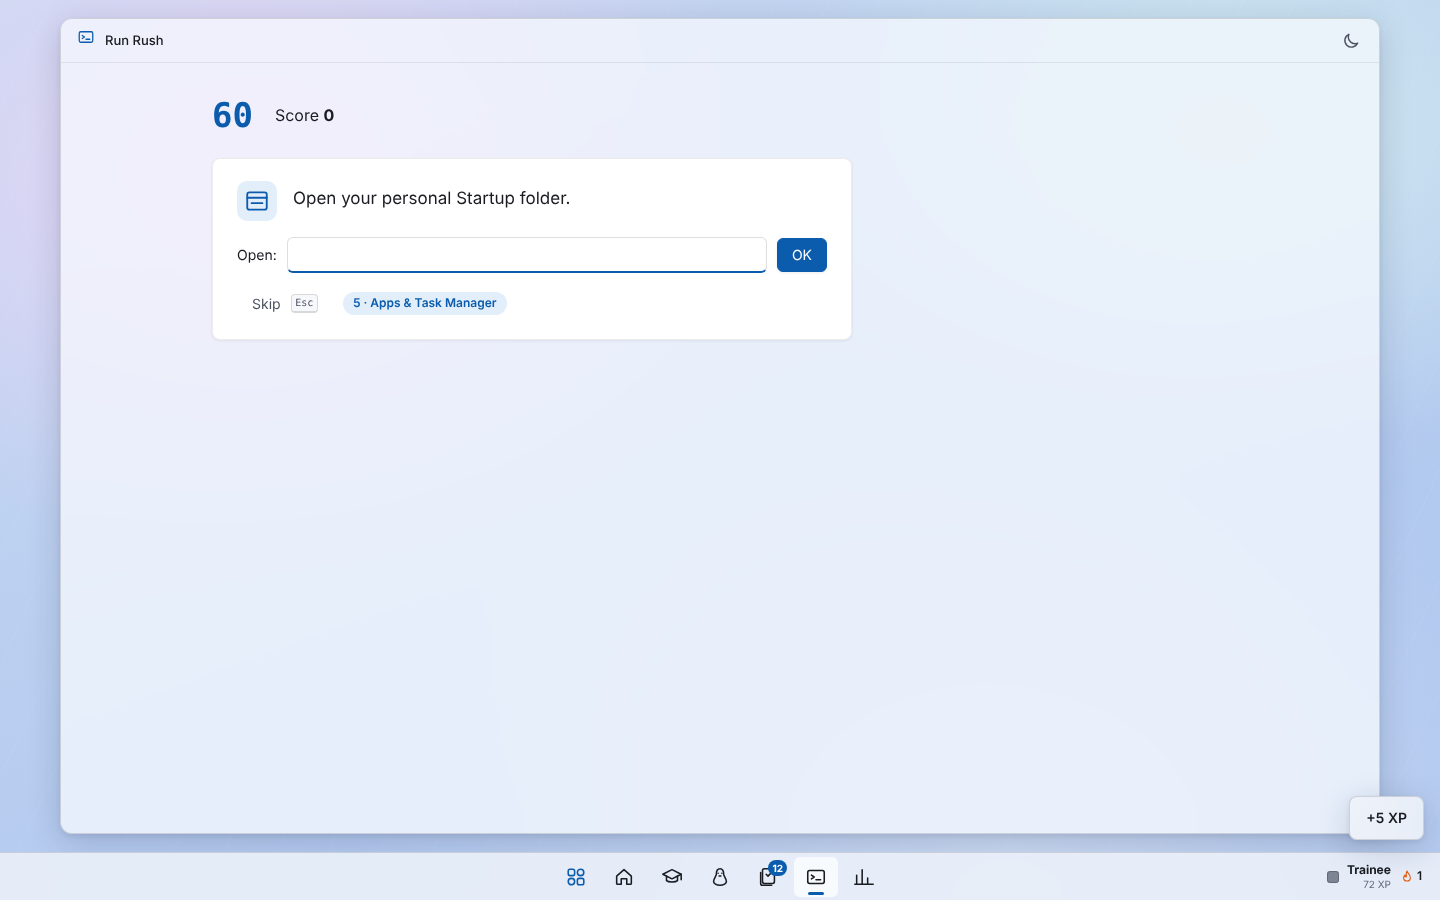 Run Rush
60 Score 0
Open your personal Startup folder.
Open: OK
Skip Esc 5 · Apps & Task Manager
+5 XP
12
Trainee
72 XP
1